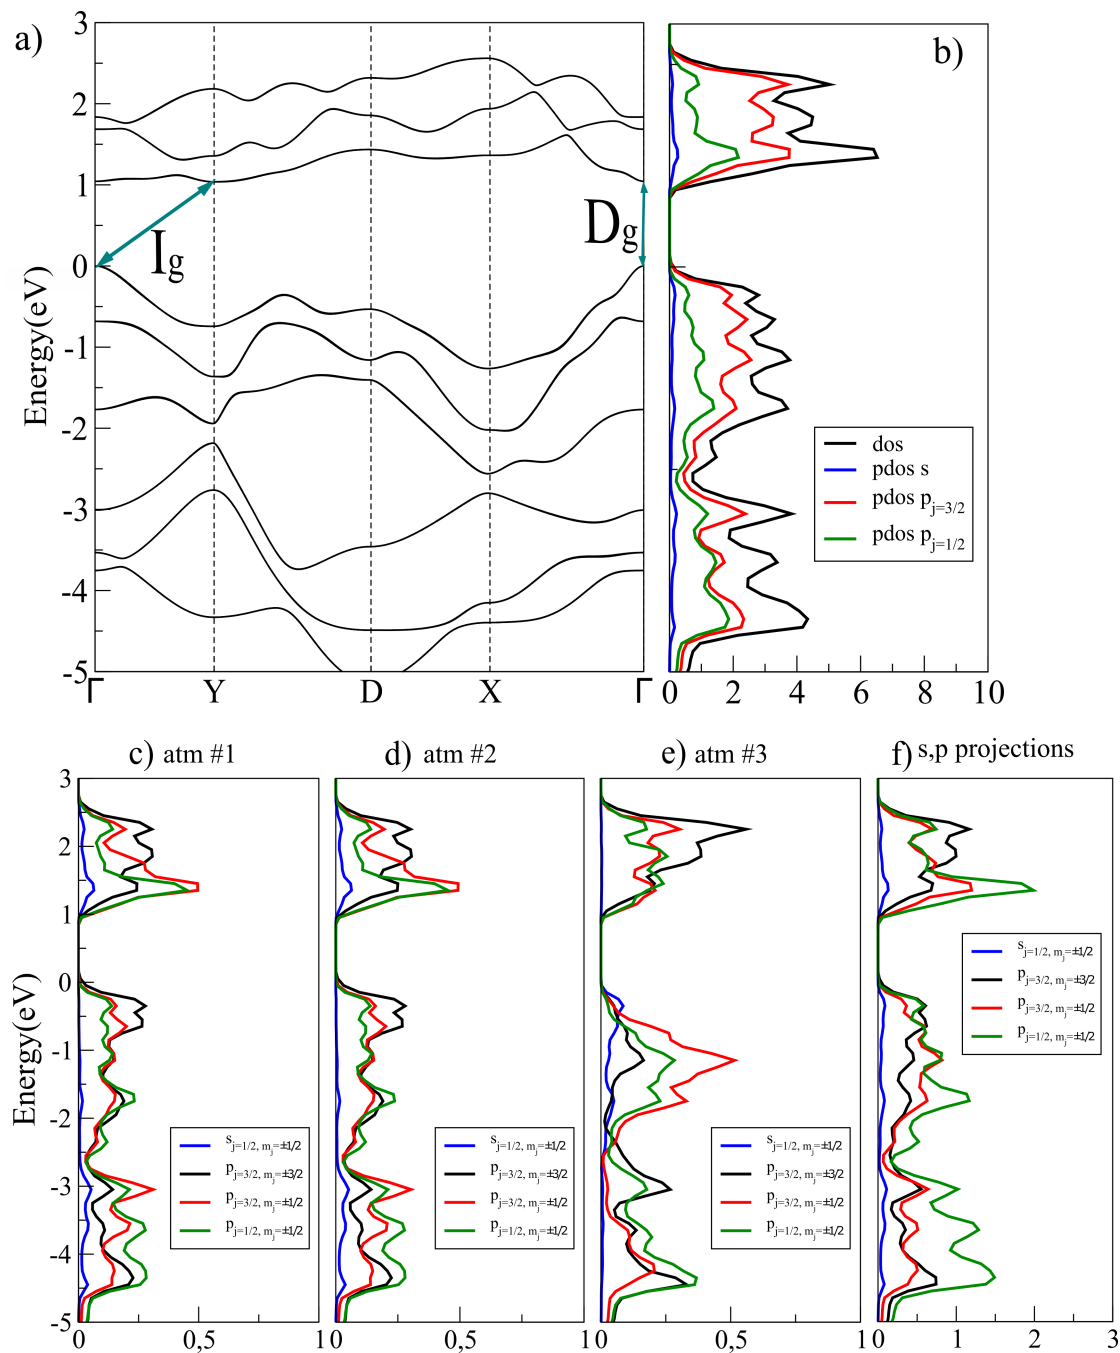 a)
3
2
1
0
-1
-2
-3
-4
-5
Energy(eV)
I_g
D_g
Γ Y D X Γ
b)
dos
pdos s
pdos p_{j=3/2}
pdos p_{j=1/2}
0 2 4 6 8 10
c) atm #1
3
2
1
0
-1
-2
-3
-4
-5
Energy(eV)
s_{j=1/2, m_j=±1/2}
p_{j=3/2, m_j=±3/2}
p_{j=3/2, m_j=±1/2}
p_{j=1/2, m_j=±1/2}
0 0,5 1
d) atm #2
s_{j=1/2, m_j=±1/2}
p_{j=3/2, m_j=±3/2}
p_{j=3/2, m_j=±1/2}
p_{j=1/2, m_j=±1/2}
0 0,5 1
e) atm #3
s_{j=1/2, m_j=±1/2}
p_{j=3/2, m_j=±3/2}
p_{j=3/2, m_j=±1/2}
p_{j=1/2, m_j=±1/2}
0 0,5 1
f) s,p projections
s_{j=1/2, m_j=±1/2}
p_{j=3/2, m_j=±3/2}
p_{j=3/2, m_j=±1/2}
p_{j=1/2, m_j=±1/2}
0 1 2 3